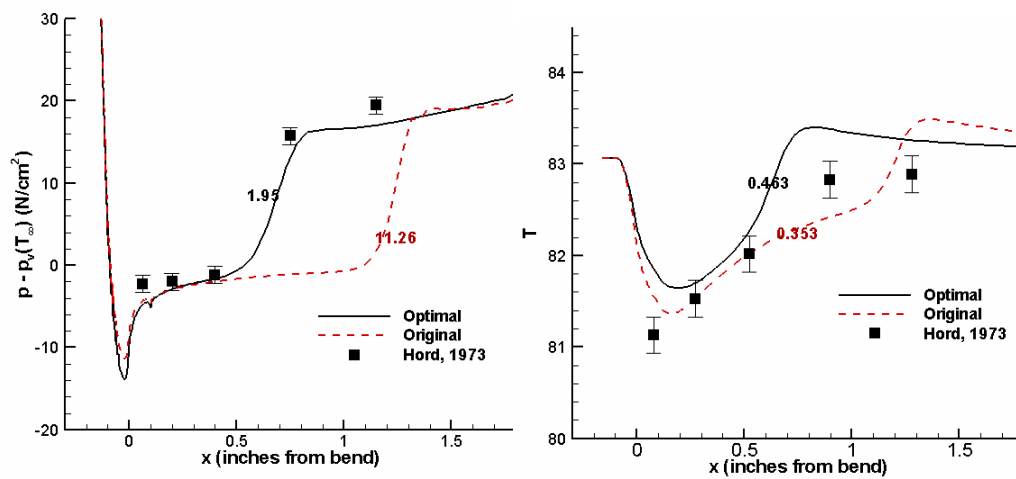 30
20
10
0
-10
-20
p - pv(T∞) (N/cm²)
1.95
11.26
Optimal
Original
Hord, 1973
0
0.5
1
1.5
x (inches from bend)
84
83
82
81
80
T
0.463
0.353
Optimal
Original
Hord, 1973
0
0.5
1
1.5
x (inches from bend)